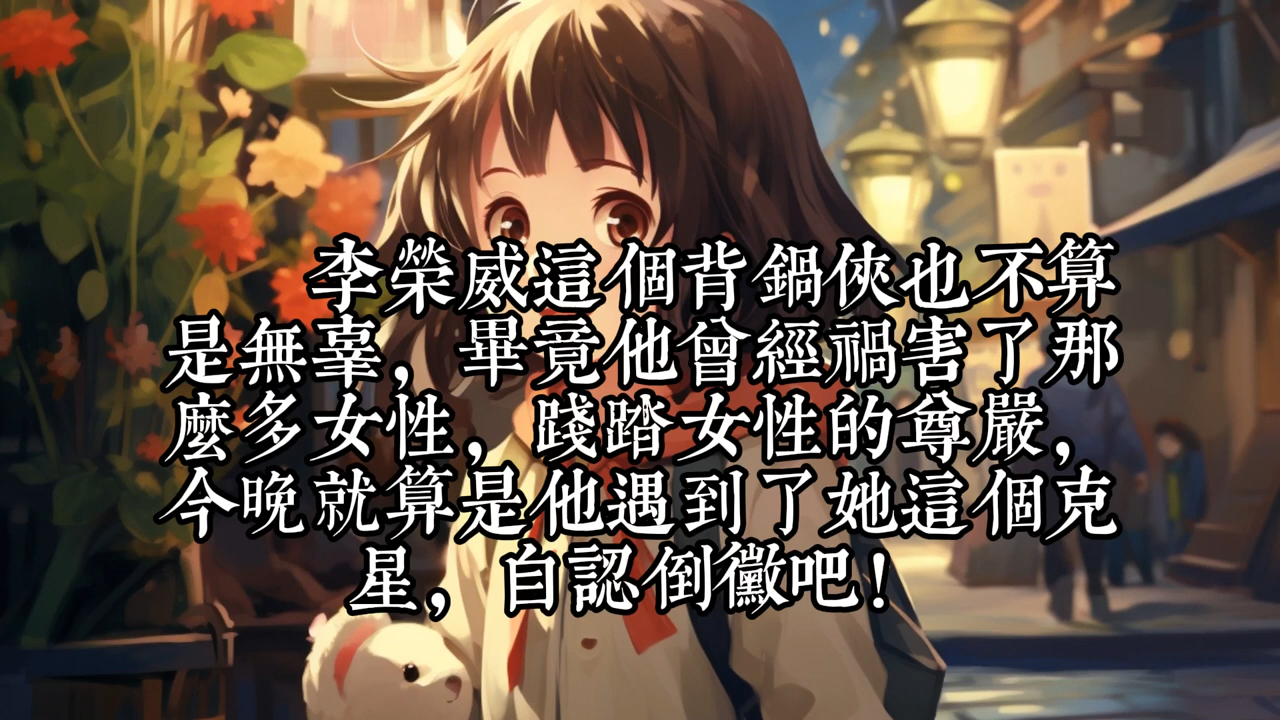 李榮威這個背鍋俠也不算
是無辜，畢竟他曾經禍害了那
麼多女性，踐踏女性的尊嚴，
今晚就算是他遇到了她這個克
星，自認倒黴吧！